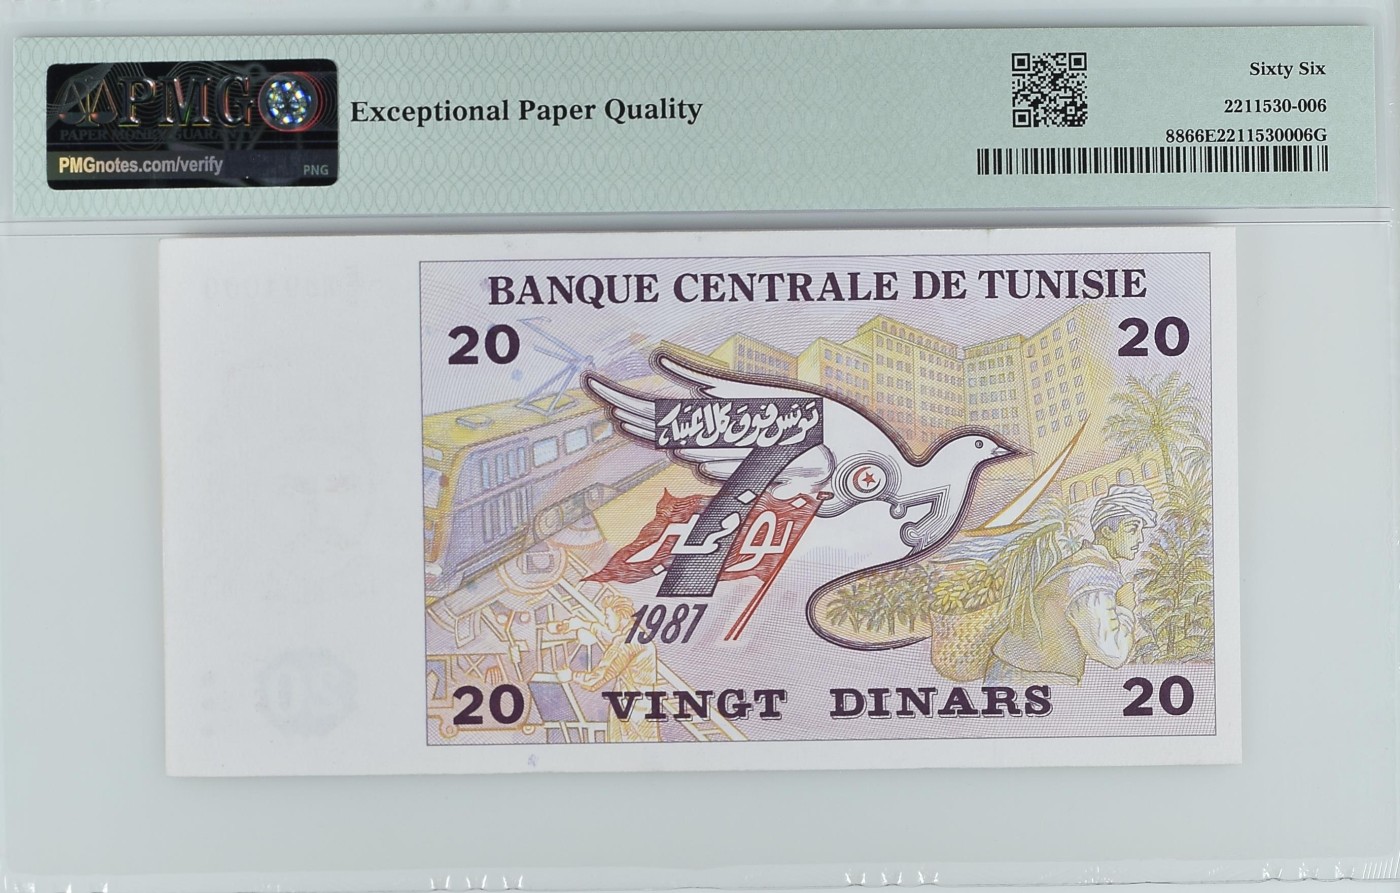 PMG
PAPER MONEY GUARANTY
PMGnotes.com/verify
PNG
Exceptional Paper Quality
Sixty Six
2211530-006
8866E2211530006G
BANQUE CENTRALE DE TUNISIE
20
20
تونس فوق كل اعتبار
7
نوفمبر
1987
20
VINGT DINARS
20